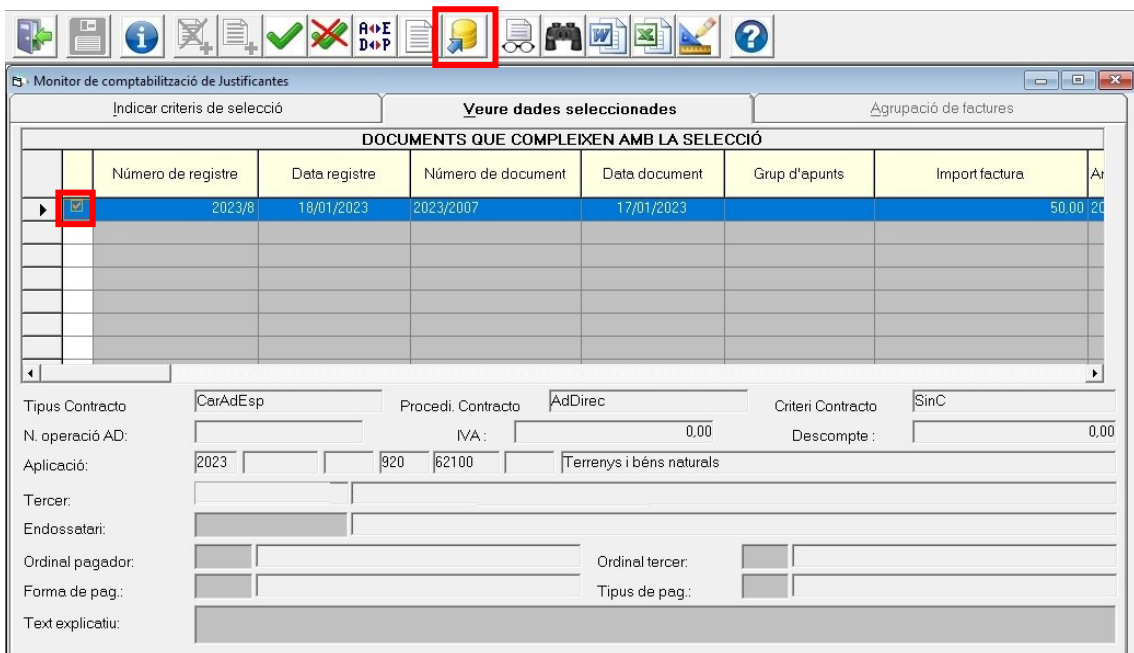 A E
D P
W X ?
Monitor de comptabilització de Justificantes
Indicar criteris de selecció Veure dades seleccionades Agrupació de factures
DOCUMENTS QUE COMPLEIXEN AMB LA SELECCIÓ
Número de registre Data registre Número de document Data document Grup d'apunts Import factura Ar
2023/8 18/01/2023 2023/2007 17/01/2023 50,00 20
Tipus Contracto CarAdEsp Procedi. Contracto AdDirec Criteri Contracto SinC
N. operació AD: IVA : 0,00 Descompte : 0,00
Aplicació: 2023 920 62100 Terrenys i béns naturals
Tercer:
Endossatari:
Ordinal pagador: Ordinal tercer:
Forma de pag.: Tipus de pag.:
Text explicatiu: